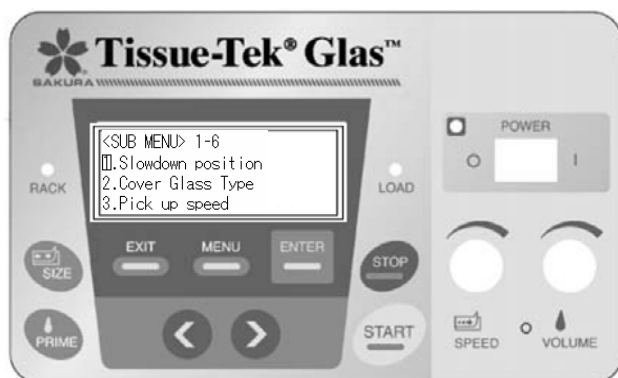 Tissue-Tek® Glas™
SAKURA
<SUB MENU> 1-6
1.Slowdown position
2.Cover Glass Type
3.Pick up speed
RACK
LOAD
EXIT MENU ENTER
SIZE
STOP
PRIME
START
POWER
O I
SPEED
VOLUME